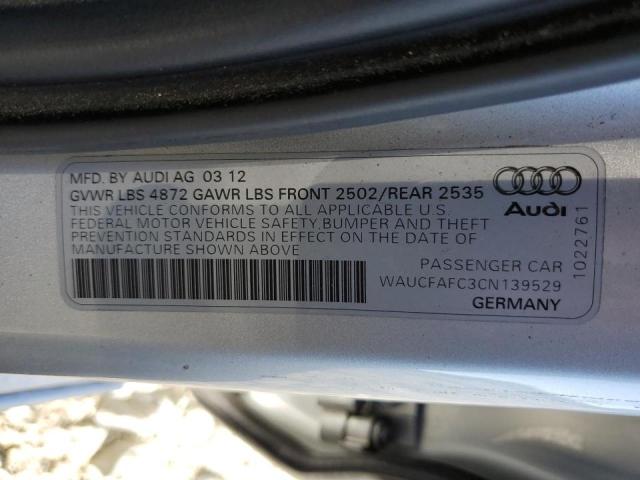 MFD. BY AUDI AG 03 12
GVWR LBS 4872 GAWR LBS FRONT 2502/REAR 2535
THIS VEHICLE CONFORMS TO ALL APPLICABLE U.S.
FEDERAL MOTOR VEHICLE SAFETY,BUMPER AND THEFT
PREVENTION STANDARDS IN EFFECT ON THE DATE OF
MANUFACTURE SHOWN ABOVE
Audi
1022761
PASSENGER CAR
WAUCFAFC3CN139529
GERMANY